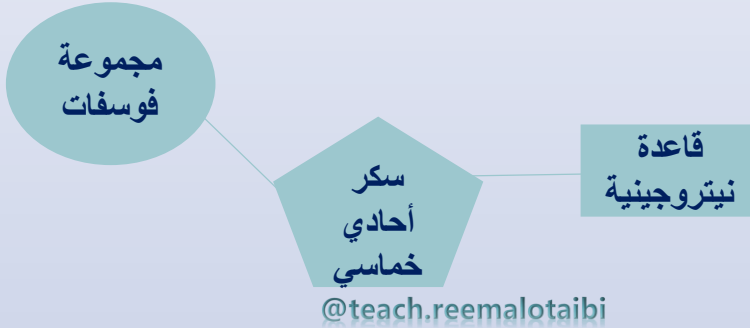 مجموعة
فوسفات
سكر
أحادي
خماسي
قاعدة
نيتروجينية
@teach.reemalotaibi